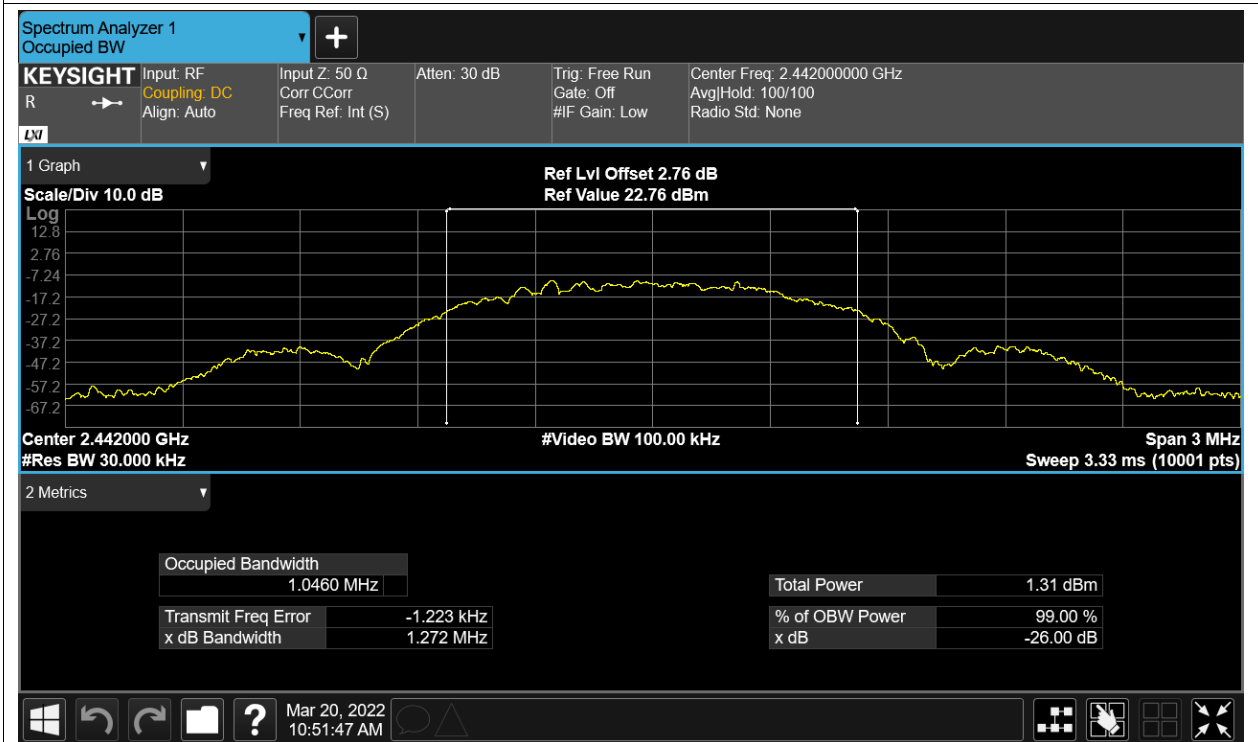 Spectrum Analyzer 1
Occupied BW
KEYSIGHT
R
LXI
Input: RF
Coupling: DC
Align: Auto
Input Z: 50 Ω
Corr CCorr
Freq Ref: Int (S)
Atten: 30 dB
Trig: Free Run
Gate: Off
#IF Gain: Low
Center Freq: 2.442000000 GHz
Avg|Hold: 100/100
Radio Std: None
1 Graph
Scale/Div 10.0 dB
Ref Lvl Offset 2.76 dB
Ref Value 22.76 dBm
Log
12.8
2.76
-7.24
-17.2
-27.2
-37.2
-47.2
-57.2
-67.2
Center 2.442000 GHz
#Video BW 100.00 kHz
Span 3 MHz
#Res BW 30.000 kHz
Sweep 3.33 ms (10001 pts)
2 Metrics
Occupied Bandwidth
1.0460 MHz
Total Power 1.31 dBm
Transmit Freq Error -1.223 kHz
% of OBW Power 99.00 %
x dB Bandwidth 1.272 MHz
x dB -26.00 dB
?
Mar 20, 2022
10:51:47 AM